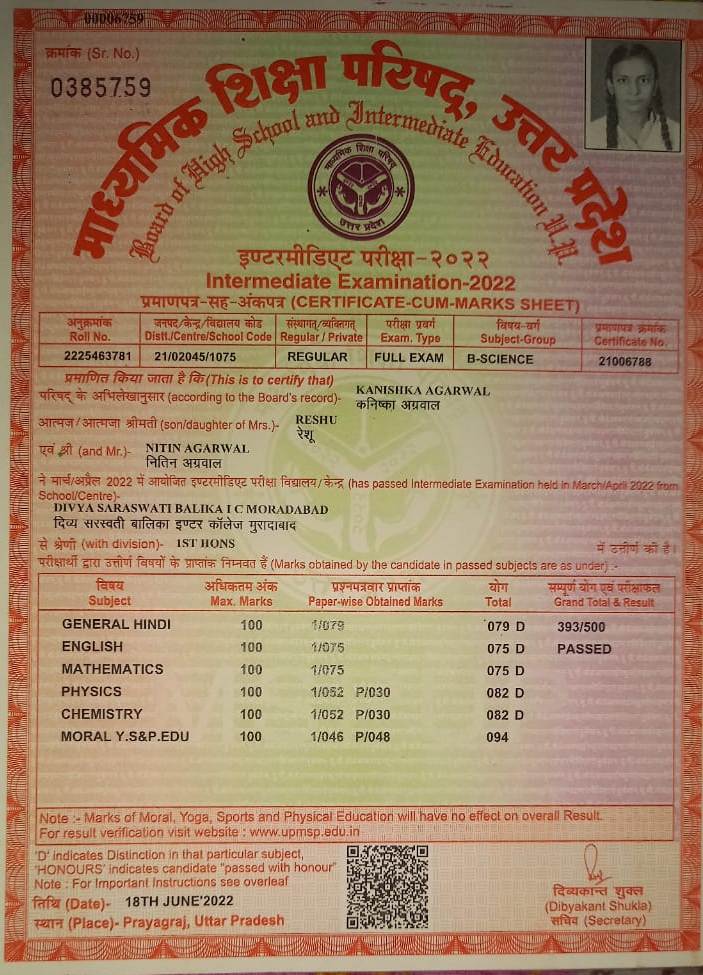 00006759
क्रमांक (Sr. No.)
0385759
माध्यमिक शिक्षा परिषद्, उत्तर प्रदेश
Board of High School and Intermediate Education U.P.
माध्यमिक शिक्षा परिषद
उत्तर प्रदेश
इण्टरमीडिएट परीक्षा-२०२२
Intermediate Examination-2022
प्रमाणपत्र-सह-अंकपत्र (CERTIFICATE-CUM-MARKS SHEET)
अनुक्रमांक जनपद/केन्द्र/विद्यालय कोड संस्थागत/व्यक्तिगत परीक्षा प्रवर्ग विषय-वर्ग प्रमाणपत्र क्रमांक
Roll No. Distt./Centre/School Code Regular / Private Exam. Type Subject-Group Certificate No.
2225463781 21/02045/1075 REGULAR FULL EXAM B-SCIENCE 21006788
प्रमाणित किया जाता है कि (This is to certify that)
KANISHKA AGARWAL
परिषद् के अभिलेखानुसार (according to the Board's record)- कनिष्का अग्रवाल
आत्मज/आत्मजा श्रीमती (son/daughter of Mrs.)- RESHU
रेशू
एवं श्री (and Mr.)- NITIN AGARWAL
नितिन अग्रवाल
ने मार्च/अप्रैल 2022 में आयोजित इण्टरमीडिएट परीक्षा विद्यालय/केन्द्र (has passed Intermediate Examination held in March/April 2022 from
School/Centre)-
DIVYA SARASWATI BALIKA I C MORADABAD
दिव्य सरस्वती बालिका इण्टर कॉलेज मुरादाबाद
से श्रेणी (with division)- 1ST HONS में उत्तीर्ण की है।
परीक्षार्थी द्वारा उत्तीर्ण विषयों के प्राप्तांक निम्नवत हैं (Marks obtained by the candidate in passed subjects are as under) :-
विषय अधिकतम अंक प्रश्नपत्रवार प्राप्तांक योग सम्पूर्ण योग एवं परीक्षाफल
Subject Max. Marks Paper-wise Obtained Marks Total Grand Total & Result
GENERAL HINDI 100 1/079 079 D 393/500
ENGLISH 100 1/075 075 D PASSED
MATHEMATICS 100 1/075 075 D
PHYSICS 100 1/052 P/030 082 D
CHEMISTRY 100 1/052 P/030 082 D
MORAL Y.S&P.EDU 100 1/046 P/048 094
Note :- Marks of Moral, Yoga, Sports and Physical Education will have no effect on overall Result.
For result verification visit website : www.upmsp.edu.in
'D' indicates Distinction in that particular subject,
'HONOURS' indicates candidate "passed with honour"
Note : For Important Instructions see overleaf
तिथि (Date)- 18TH JUNE'2022
स्थान (Place)- Prayagraj, Uttar Pradesh
दिव्यकान्त शुक्ल
(Dibyakant Shukla)
सचिव (Secretary)